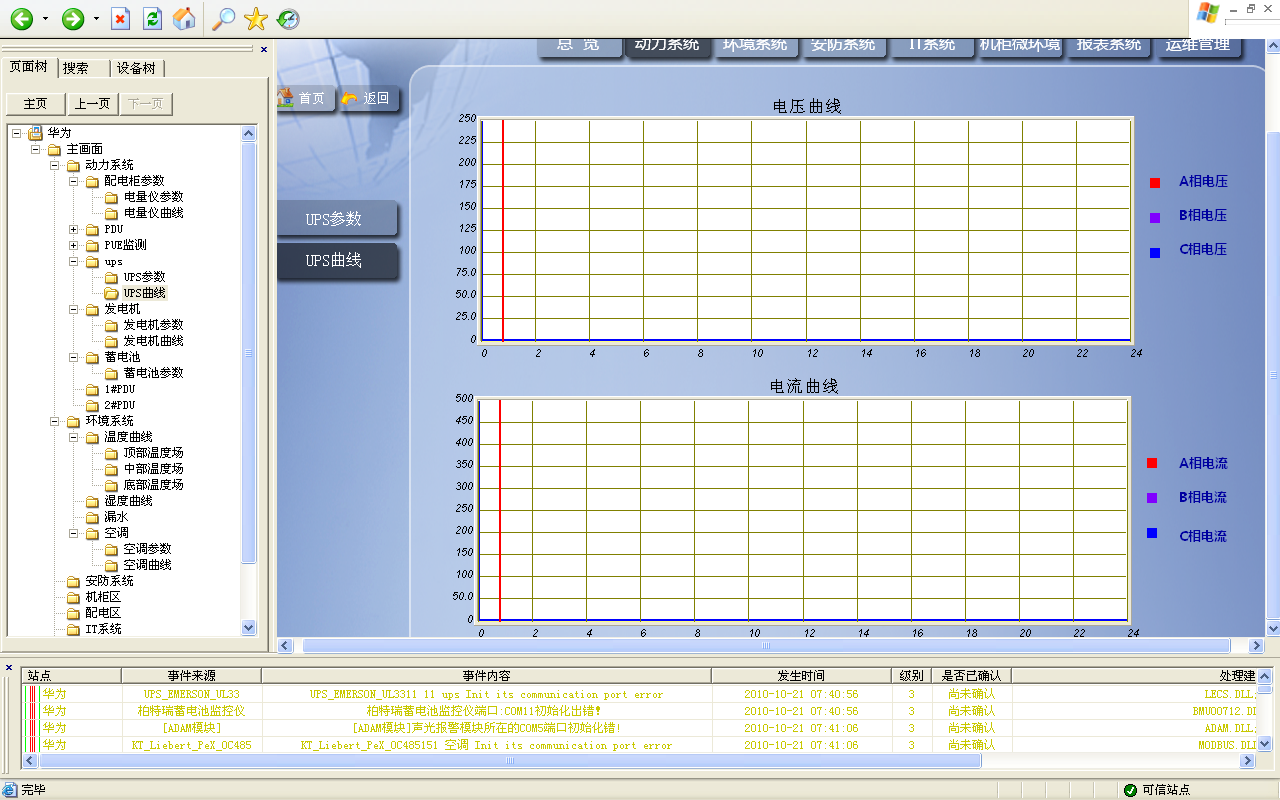 总 览 动力系统 环境系统 安防系统 IT系统 机柜微环境 报表系统 运维管理
页面树 搜索 设备树
主页 上一页 下一页
华为
主画面
动力系统
配电柜参数
电量仪参数
电量仪曲线
PDU
PUE监测
ups
UPS参数
UPS曲线
发电机
发电机参数
发电机曲线
蓄电池
蓄电池参数
1#PDU
2#PDU
环境系统
温度曲线
顶部温度场
中部温度场
底部温度场
湿度曲线
漏水
空调
空调参数
空调曲线
安防系统
机柜区
配电区
IT系统
首页 返回
UPS参数
UPS曲线
电压曲线
250
225
200
175
150
125
100
75.0
50.0
25.0
0
0 2 4 6 8 10 12 14 16 18 20 22 24
A相电压
B相电压
C相电压
电流曲线
500
450
400
350
300
250
200
150
100
50.0
0
0 2 4 6 8 10 12 14 16 18 20 22 24
A相电流
B相电流
C相电流
站点 事件来源 事件内容 发生时间 级别 是否已确认 处理建
华为 UPS_EMERSON_UL33 UPS_EMERSON_UL3311 11 ups Init its communication port error 2010-10-21 07:40:56 3 尚未确认 LECS.DLL;
华为 柏特瑞蓄电池监控仪 柏特瑞蓄电池监控仪端口:COM11初始化出错! 2010-10-21 07:40:56 3 尚未确认 BMU00712.DI
华为 [ADAM模块] [ADAM模块]声光报警模块所在的COM5端口初始化错! 2010-10-21 07:41:06 3 尚未确认 ADAM.DLL;
华为 KT_Liebert_PeX_OC485 KT_Liebert_PeX_OC485151 空调 Init its communication port error 2010-10-21 07:41:06 3 尚未确认 MODBUS.DLI
完毕 可信站点